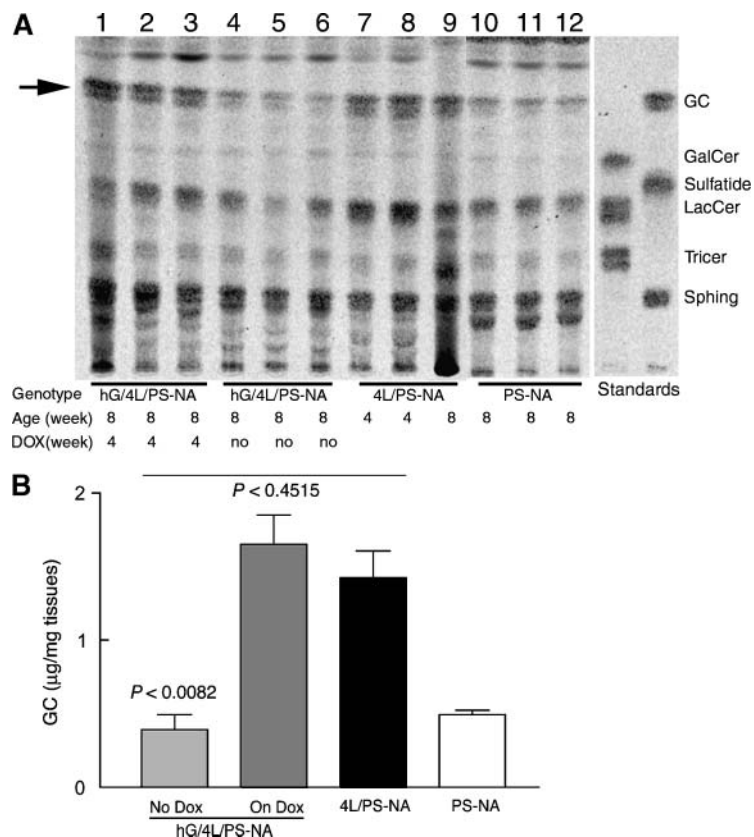 A
1 2 3 4 5 6 7 8 9 10 11 12
GC
GalCer
Sulfatide
LacCer
Tricer
Sphing
Genotype hG/4L/PS-NA hG/4L/PS-NA 4L/PS-NA PS-NA Standards
Age (week) 8 8 8 8 8 8 4 4 8 8 8 8
DOX(week) 4 4 4 no no no
B
P < 0.4515
P < 0.0082
GC (µg/mg tissues)
2
1
0
No Dox On Dox 4L/PS-NA PS-NA
hG/4L/PS-NA